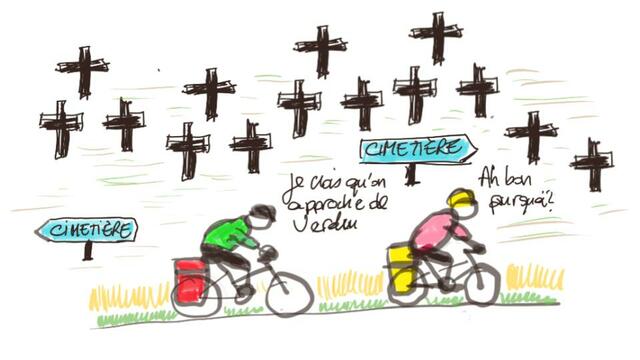 CIMETIÈRE
Je crois qu'on
approche de
Verdun
Ah bon
pourquoi?
CIMETIÈRE